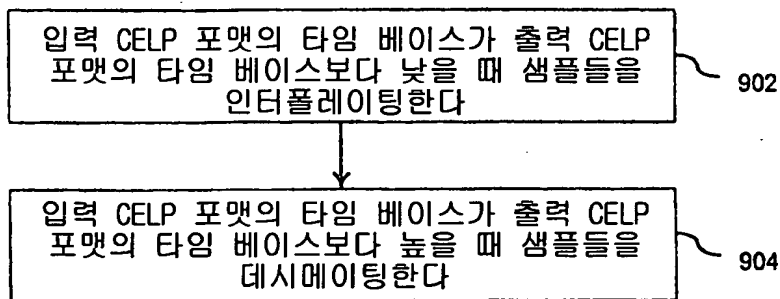 입력 CELP 포맷의 타임 베이스가 출력 CELP
포맷의 타임 베이스보다 낮을 때 샘플들을
인터폴레이팅한다
902
입력 CELP 포맷의 타임 베이스가 출력 CELP
포맷의 타임 베이스보다 높을 때 샘플들을
데시메이팅한다
904